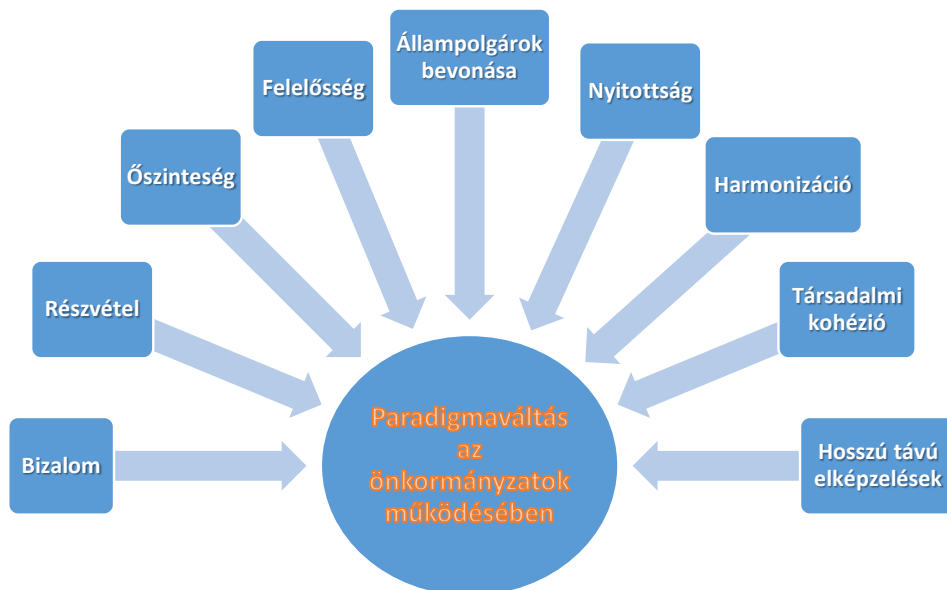 Állampolgárok
bevonása
Felelősség
Nyitottság
Őszinteség
Harmonizáció
Részvétel
Társadalmi
kohézió
Bizalom
Hosszú távú
elképzelések
Paradigmaváltás
az
önkormányzatok
működésében